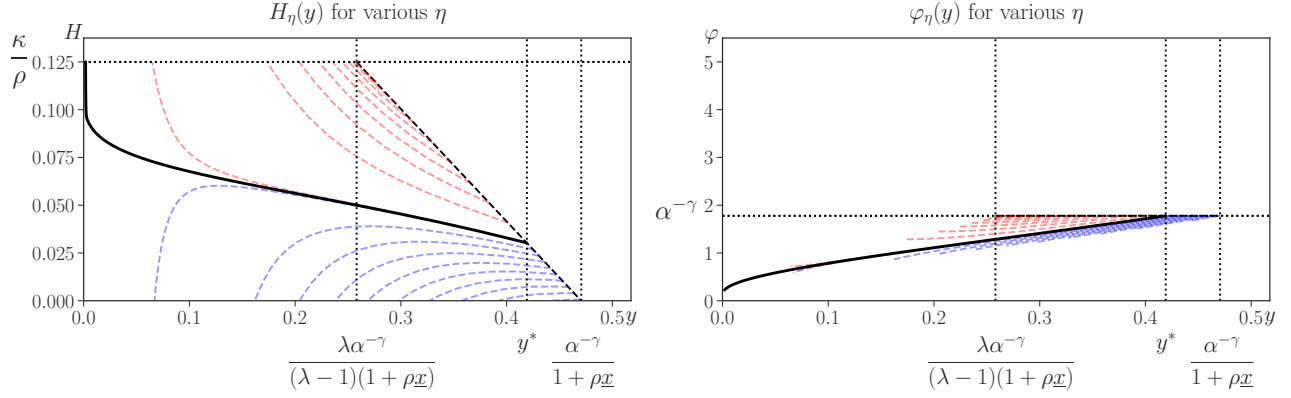 H_η(y) for various η
H
κ/ρ
0.125
0.100
0.075
0.050
0.025
0.000
0.0 0.1 0.2 0.3 0.4 0.5 y
λα^{−γ}/((λ − 1)(1 + ρx̲)) y* α^{−γ}/(1 + ρx̲)
φ_η(y) for various η
φ
5
4
3
α^{−γ} 2
1
0
0.0 0.1 0.2 0.3 0.4 0.5 y
λα^{−γ}/((λ − 1)(1 + ρx̲)) y* α^{−γ}/(1 + ρx̲)